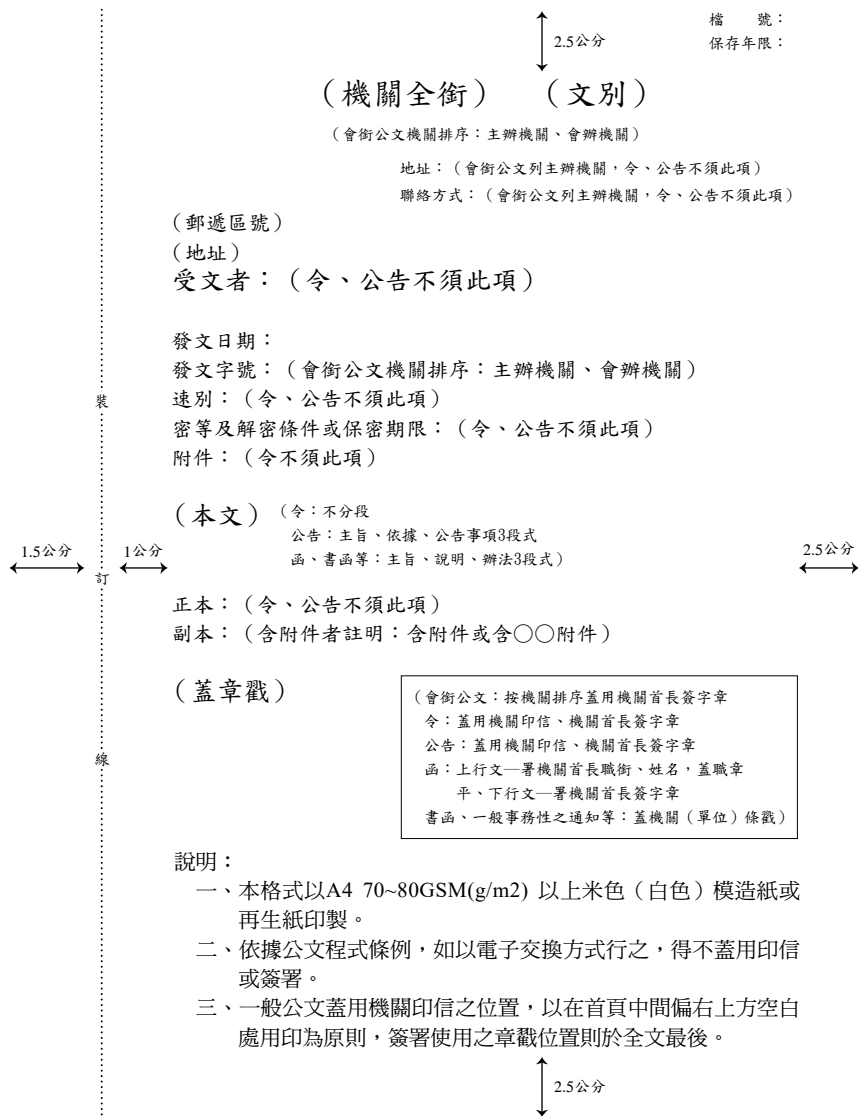 檔　　號：
2.5公分
保存年限：
（機關全銜）　（文別）
（會銜公文機關排序：主辦機關、會辦機關）
地址：（會銜公文列主辦機關，令、公告不須此項）
聯絡方式：（會銜公文列主辦機關，令、公告不須此項）
（郵遞區號）
（地址）
受文者：（令、公告不須此項）
發文日期：
發文字號：（會銜公文機關排序：主辦機關、會辦機關）
速別：（令、公告不須此項）
裝
密等及解密條件或保密期限：（令、公告不須此項）
附件：（令不須此項）
（本文）（令：不分段
公告：主旨、依據、公告事項3段式
函、書函等：主旨、說明、辦法3段式）
1.5公分
1公分
2.5公分
訂
正本：（令、公告不須此項）
副本：（含附件者註明：含附件或含○○附件）
（蓋章戳）
（會銜公文：按機關排序蓋用機關首長簽字章
令：蓋用機關印信、機關首長簽字章
公告：蓋用機關印信、機關首長簽字章
函：上行文—署機關首長職銜、姓名，蓋職章
平、下行文—署機關首長簽字章
書函、一般事務性之通知等：蓋機關（單位）條戳）
線
說明：
一、本格式以A4 70~80GSM(g/m2) 以上米色（白色）模造紙或
再生紙印製。
二、依據公文程式條例，如以電子交換方式行之，得不蓋用印信
或簽署。
三、一般公文蓋用機關印信之位置，以在首頁中間偏右上方空白
處用印為原則，簽署使用之章戳位置則於全文最後。
2.5公分